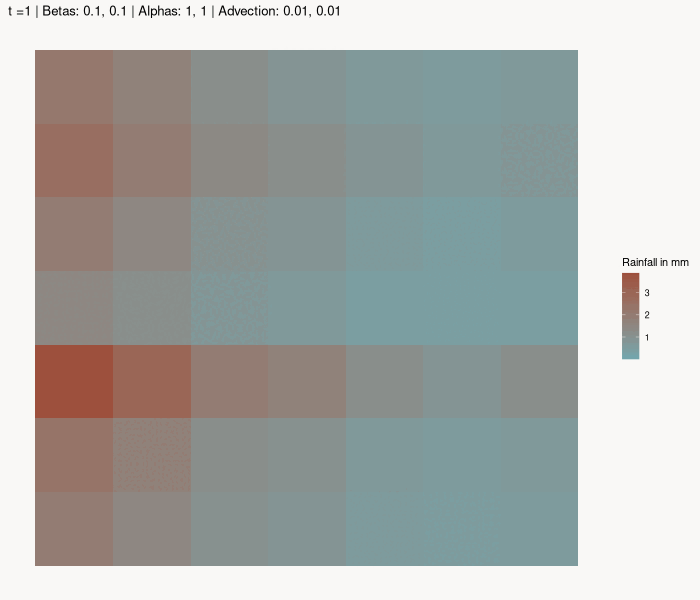 t =1 | Betas: 0.1, 0.1 | Alphas: 1, 1 | Advection: 0.01, 0.01
Rainfall in mm
3
2
1